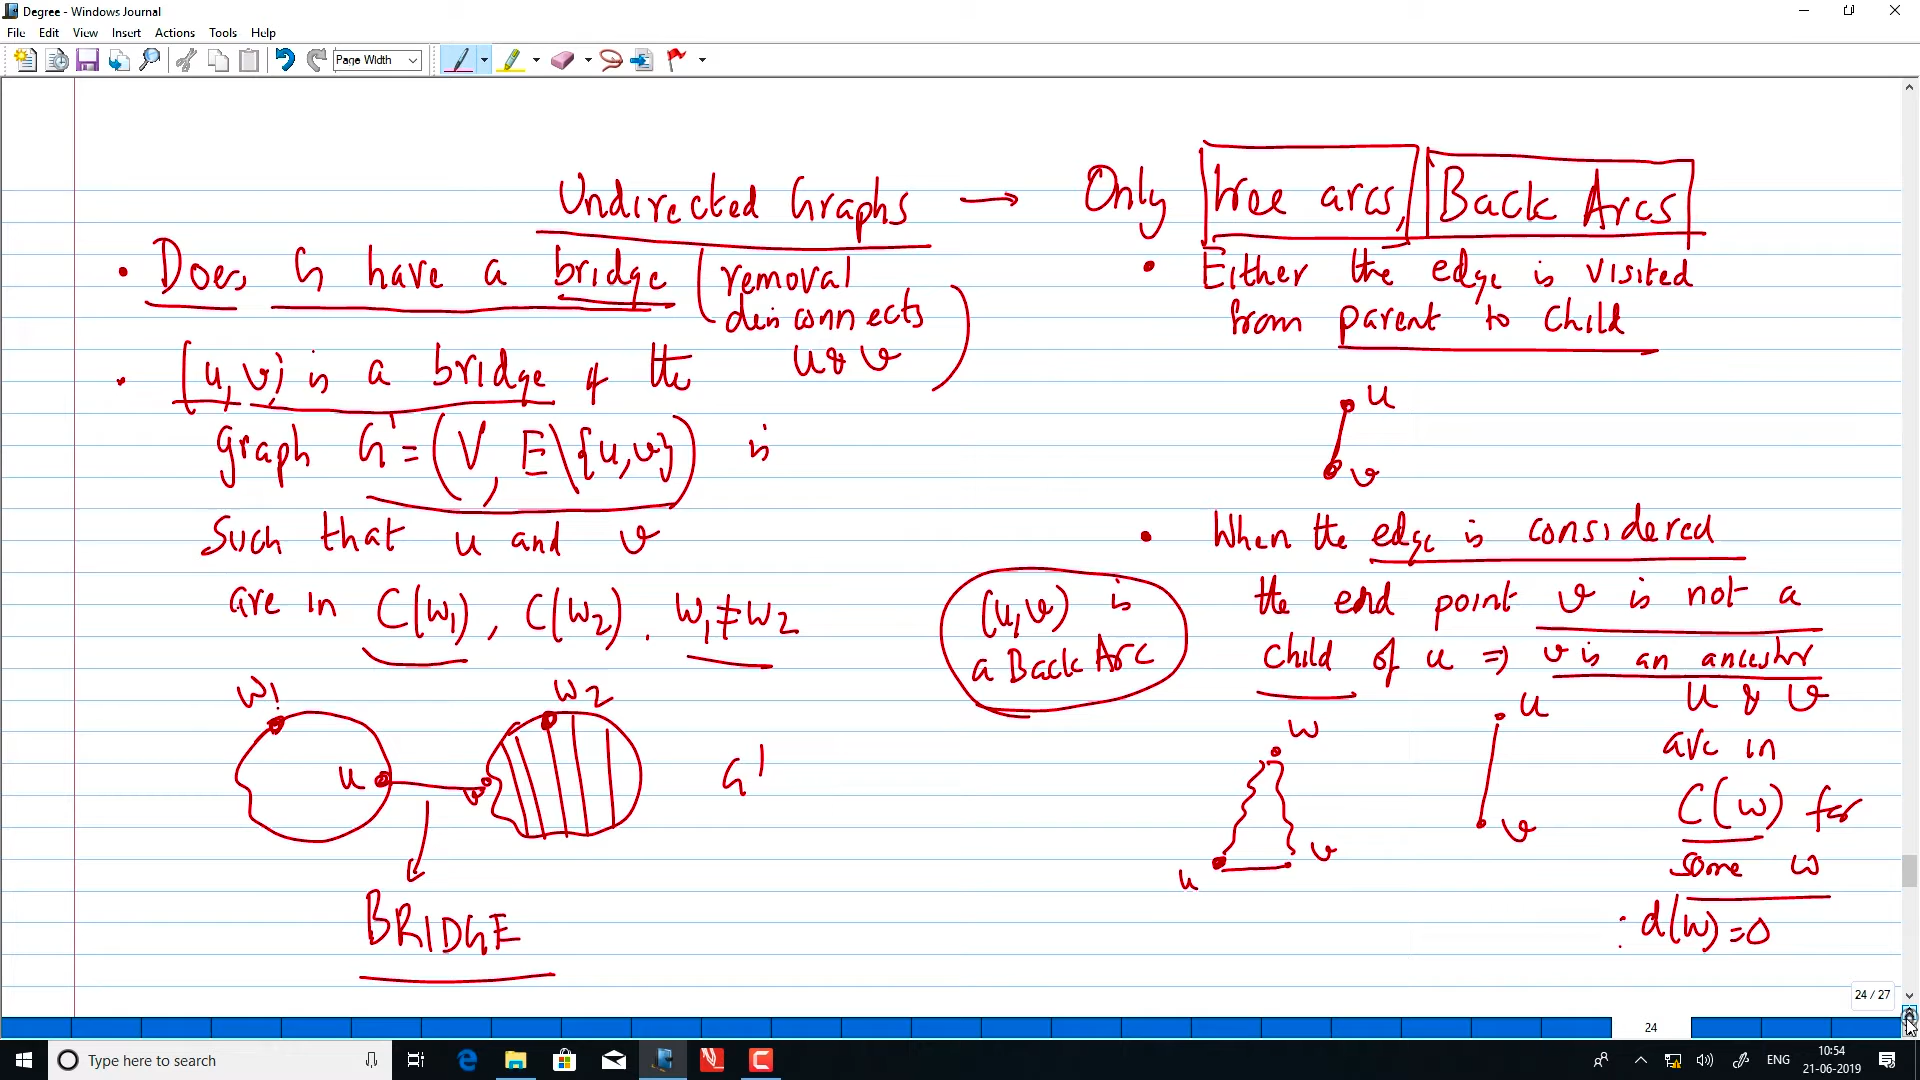 Degree - Windows Journal
File Edit View Insert Actions Tools Help
Page Width
Undirected Graphs → Only tree arcs, Back Arcs
• Does G have a bridge (removal
disconnects
u & v)
• (u, v) is a bridge if the
graph G' = (V, E\{u,v}) is
Such that u and v
are in C(w1), C(w2). w1≠w2
w1
w2
u
v
G'
BRIDGE
• Either the edge is visited
from parent to child
u
v
• When the edge is considered
the end point v is not a
child of u ⇒ v is an ancestor
(u,v) is
a Back Arc
w
u
v
u
v
u & v
are in
C(w) for
some w
: d(w)=0
24 / 27
24
Type here to search
ENG
10:54
21-06-2019